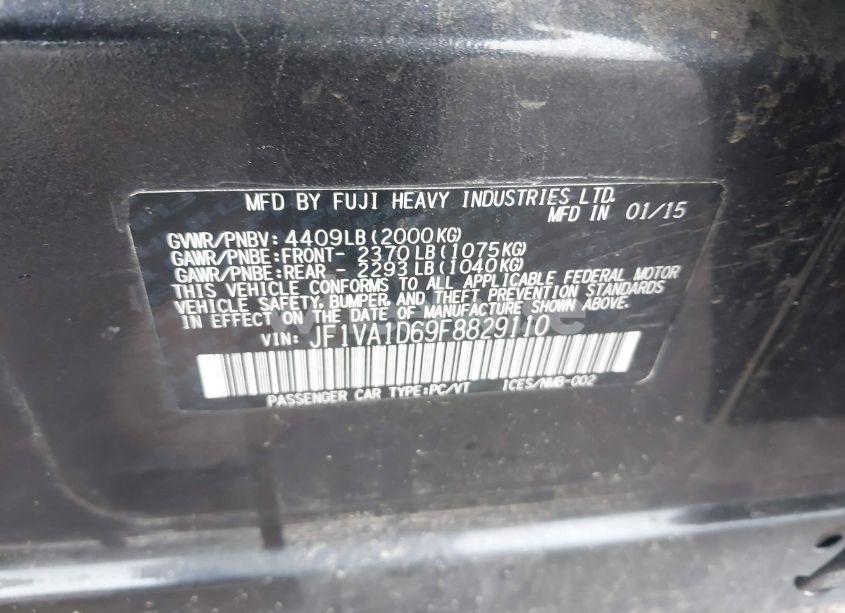 MFD BY FUJI HEAVY INDUSTRIES LTD.
MFD IN 01/15
GVWR/PNBV: 4409LB(2000KG)
GAWR/PNBE:FRONT- 2370LB(1075KG)
GAWR/PNBE:REAR - 2293LB(1040KG)
THIS VEHICLE CONFORMS TO ALL APPLICABLE FEDERAL MOTOR
VEHICLE SAFETY, BUMPER, AND THEFT PREVENTION STANDARDS
IN EFFECT ON THE DATE OF MANUFACTURE SHOWN ABOVE.
VIN: JF1VA1D69F8829110
PASSENGER CAR TYPE:PC/VT ICES/NMB-002